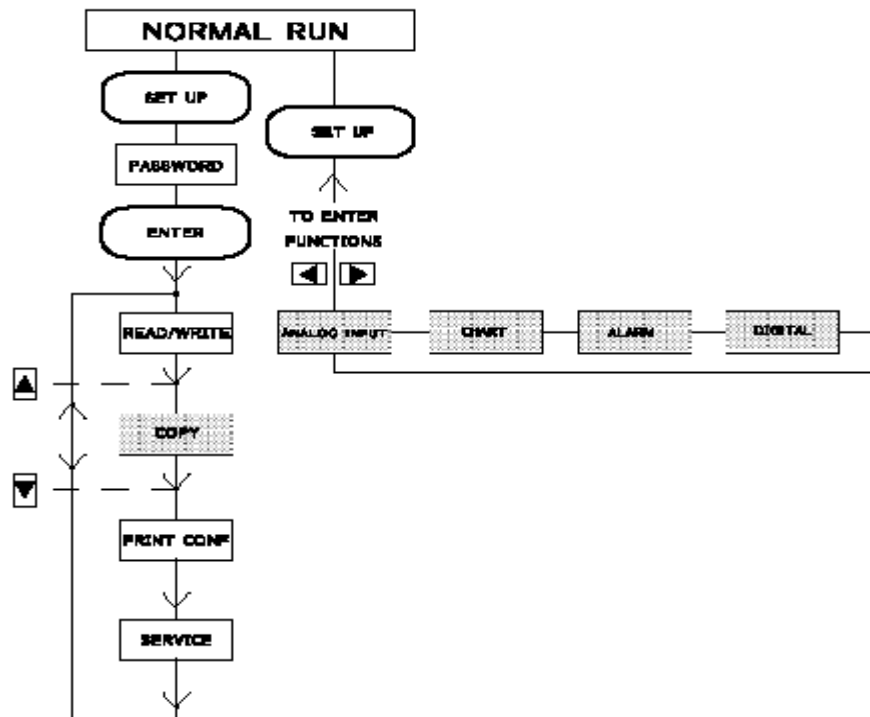 NORMAL RUN
SET UP
SET UP
PASSWORD
TO ENTER
FUNCTIONS
ENTER
READ/WRITE
ANALOG INPUT
CHART
ALARM
DIGITAL
COPY
PRINT CONF
SERVICE